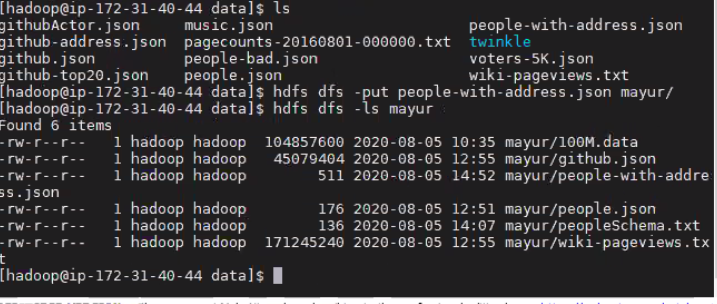 [hadoop@ip-172-31-40-44 data]$ ls
githubActor.json music.json people-with-address.json
github-address.json pagecounts-20160801-000000.txt twinkle
github.json people-bad.json voters-5K.json
github-top20.json people.json wiki-pageviews.txt
[hadoop@ip-172-31-40-44 data]$ hdfs dfs -put people-with-address.json mayur/
[hadoop@ip-172-31-40-44 data]$ hdfs dfs -ls mayur
Found 6 items
-rw-r--r-- 1 hadoop hadoop 104857600 2020-08-05 10:35 mayur/100M.data
-rw-r--r-- 1 hadoop hadoop 45079404 2020-08-05 12:55 mayur/github.json
-rw-r--r-- 1 hadoop hadoop 511 2020-08-05 14:52 mayur/people-with-addre
ss.json
-rw-r--r-- 1 hadoop hadoop 176 2020-08-05 12:51 mayur/people.json
-rw-r--r-- 1 hadoop hadoop 136 2020-08-05 14:07 mayur/peopleSchema.txt
-rw-r--r-- 1 hadoop hadoop 171245240 2020-08-05 12:55 mayur/wiki-pageviews.tx
t
[hadoop@ip-172-31-40-44 data]$